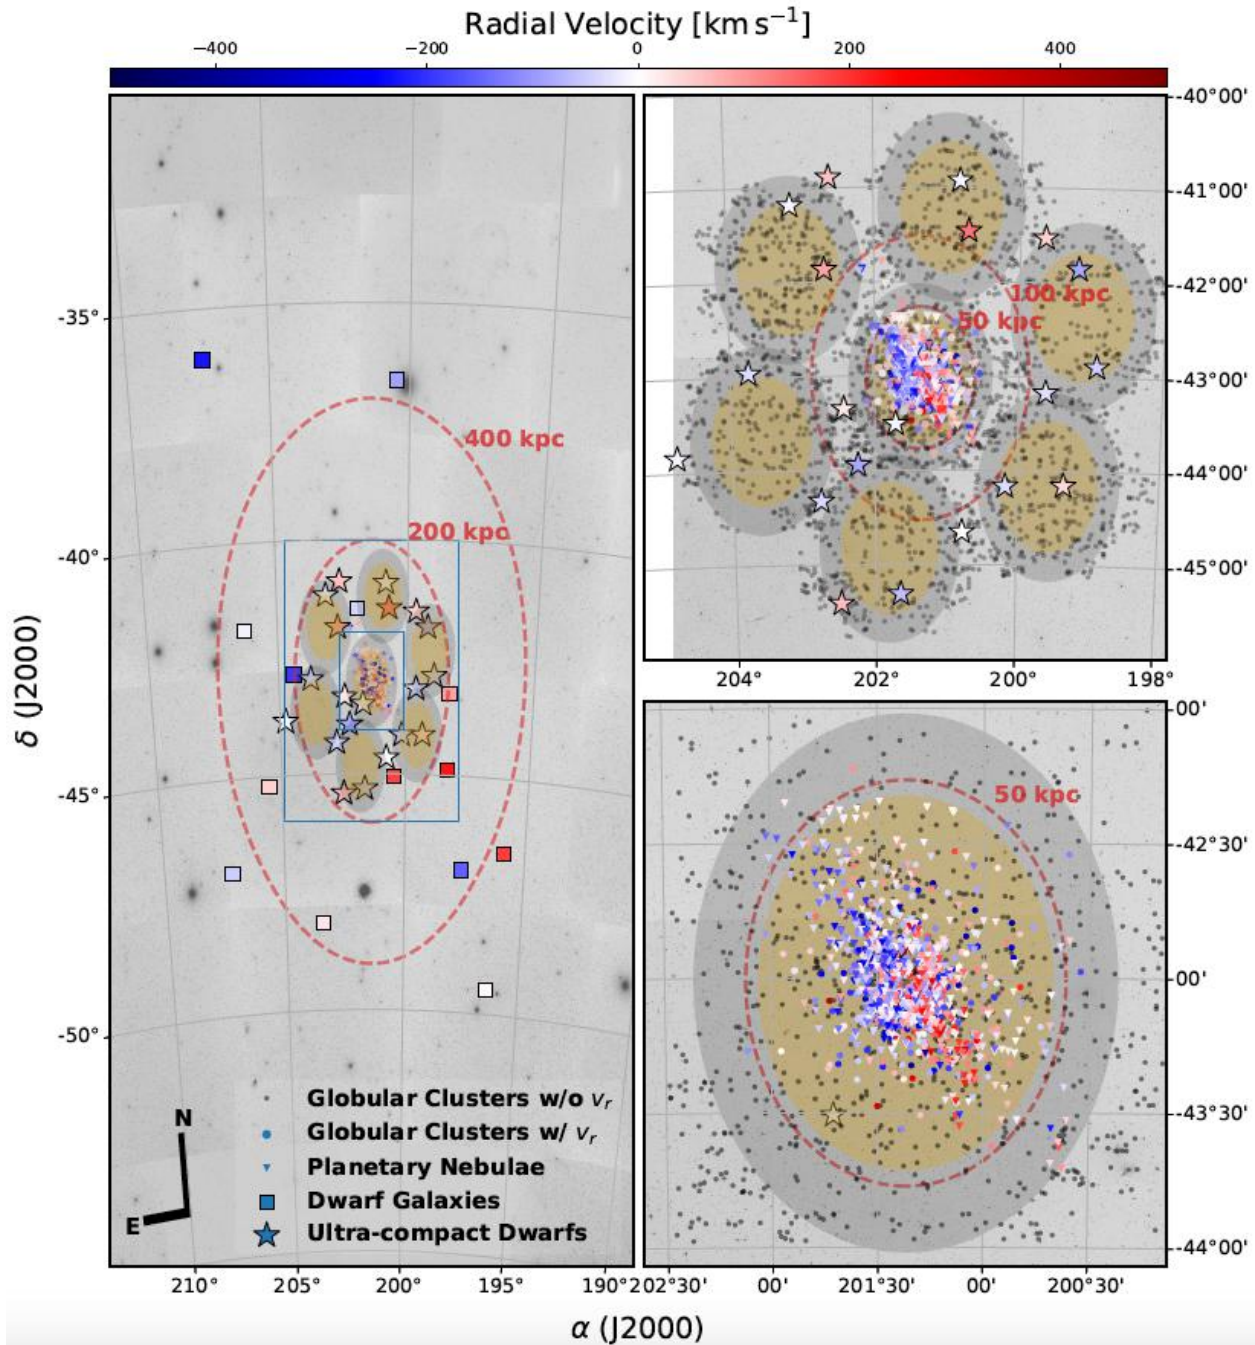 Radial Velocity [km s⁻¹]
−400 −200 0 200 400
-35°
-40°
-45°
-50°
δ (J2000)
400 kpc
200 kpc
N
E
Globular Clusters w/o vᵣ
Globular Clusters w/ vᵣ
Planetary Nebulae
Dwarf Galaxies
Ultra-compact Dwarfs
210° 205° 200° 195° 190°
100 kpc
50 kpc
-40°00'
-41°00'
-42°00'
-43°00'
-44°00'
-45°00'
204° 202° 200° 198°
50 kpc
-00'
-42°30'
-00'
-43°30'
-44°00'
02°30' 00' 201°30' 00' 200°30'
α (J2000)